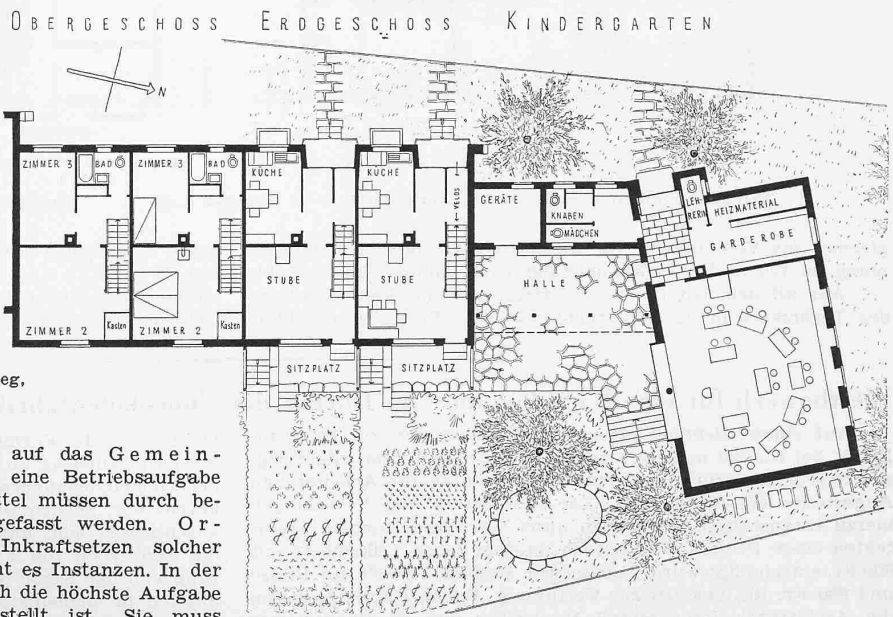 OBERGESCHOSS ERDGESCHOSS KINDERGARTEN
N
ZIMMER 3 BAD ZIMMER 3 BAD KÜCHE KÜCHE
VELOS
GERÄTE KNABEN MÄDCHEN LEHRERIN HEIZMATERIAL
GARDEROBE
STUBE STUBE HALLE
ZIMMER 2 Kasten ZIMMER 2 Kasten
SITZPLATZ SITZPLATZ
eg,
auf das Gemein-
eine Betriebsaufgabe
tel müssen durch be-
gefasst werden. Or-
Inkraftsetzen solcher
t es Instanzen. In der
h die höchste Aufgabe
stellt ist. Sie muss